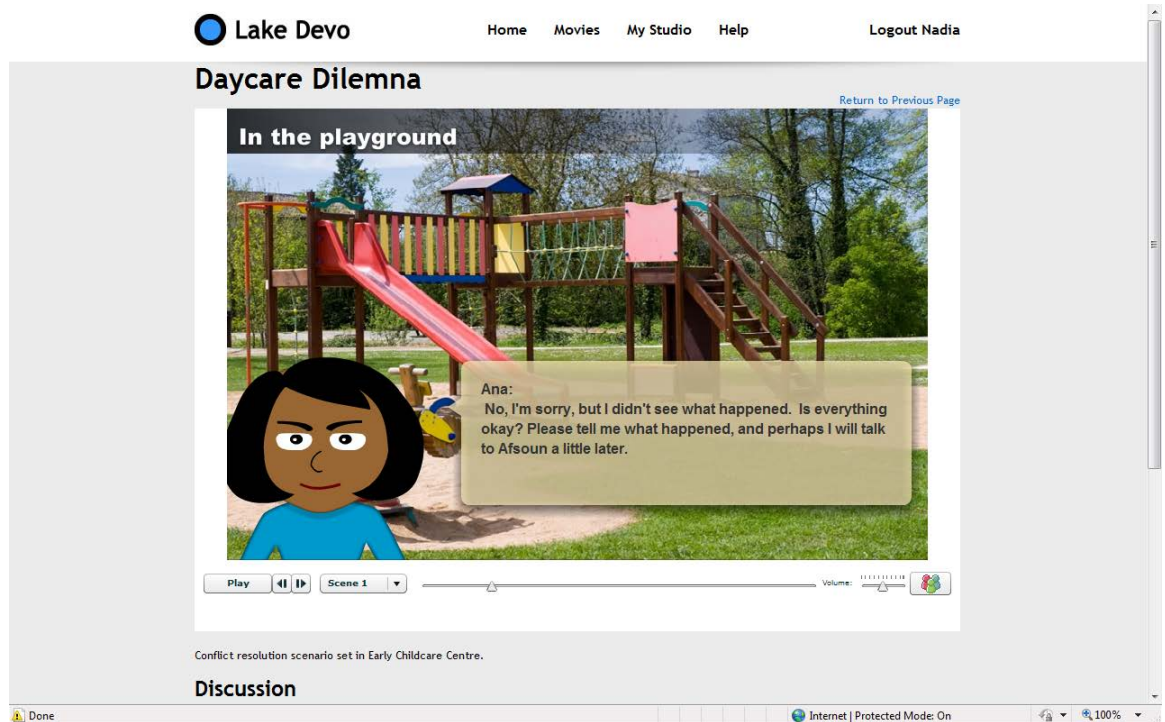 Lake Devo
Home Movies My Studio Help Logout Nadia
Daycare Dilemna
Return to Previous Page
In the playground
Ana:
No, I'm sorry, but I didn't see what happened. Is everything
okay? Please tell me what happened, and perhaps I will talk
to Afsoun a little later.
Play Scene 1 Volume:
Conflict resolution scenario set in Early Childcare Centre.
Discussion
Done Internet | Protected Mode: On 100%